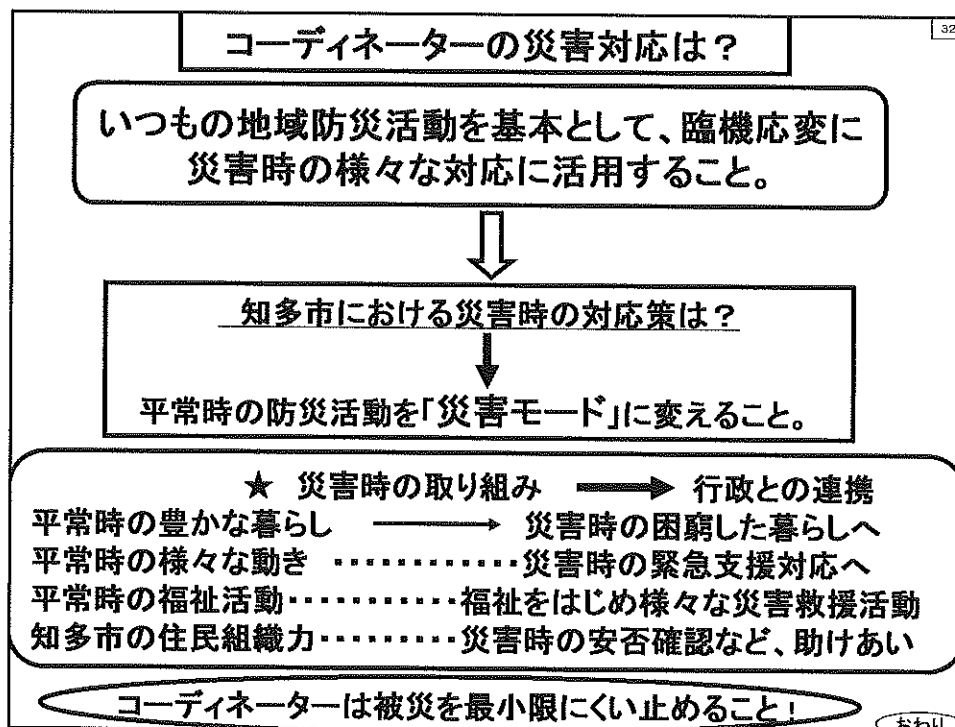 32
コーディネーターの災害対応は？
いつもの地域防災活動を基本として、臨機応変に
災害時の様々な対応に活用すること。
知多市における災害時の対応策は？
平常時の防災活動を「災害モード」に変えること。
★ 災害時の取り組み 行政との連携
平常時の豊かな暮らし 災害時の困窮した暮らしへ
平常時の様々な動き ………… 災害時の緊急支援対応へ
平常時の福祉活動………福祉をはじめ様々な災害救援活動
知多市の住民組織力………災害時の安否確認など、助けあい
コーディネーターは被災を最小限にくい止めること！
おわり